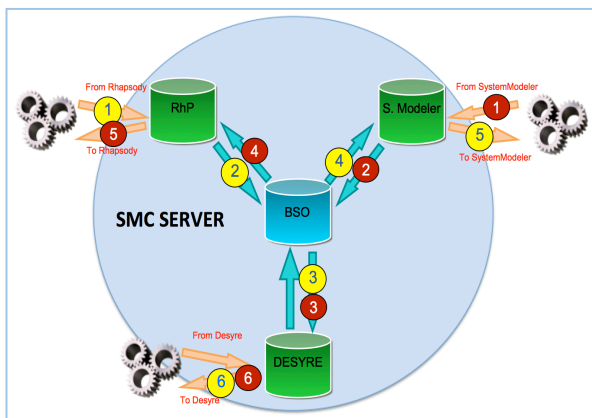 From Rhapsody
1
RhP
5
To Rhapsody
From SystemModeler
1
S. Modeler
5
To SystemModeler
4
2
4
2
BSO
SMC SERVER
3
3
From Desyre
DESYRE
6
6
To Desyre